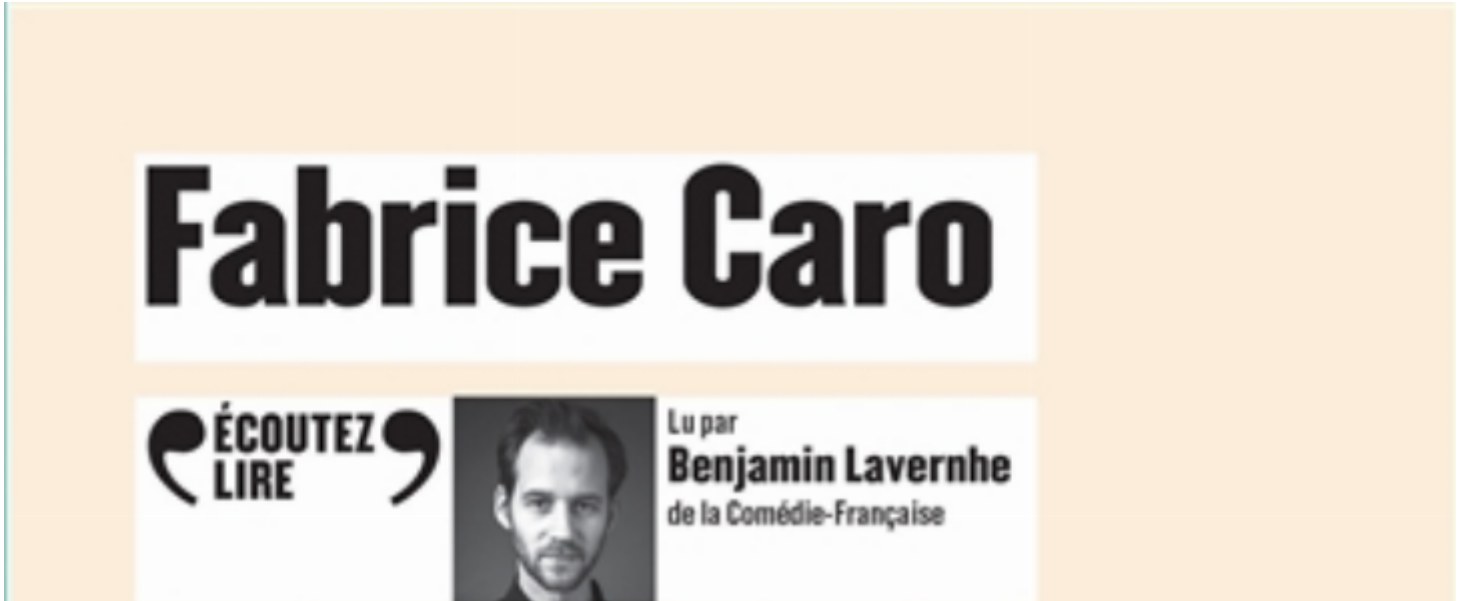 Fabrice Caro
ÉCOUTEZ
LIRE
Lu par
Benjamin Lavernhe
de la Comédie-Française